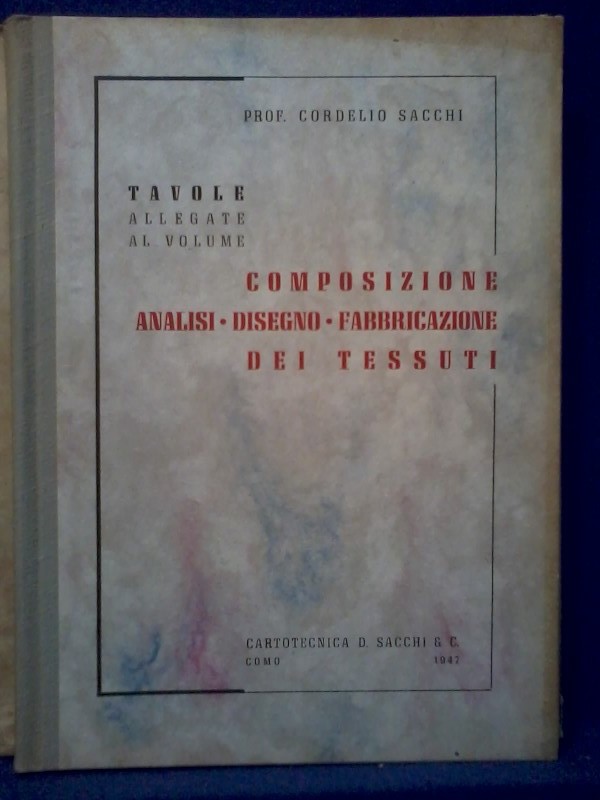 PROF. CORDELIO SACCHI
TAVOLE
ALLEGATE
AL VOLUME
COMPOSIZIONE
ANALISI • DISEGNO • FABBRICAZIONE
DEI TESSUTI
CARTOTECNICA D. SACCHI & C.
COMO 1947